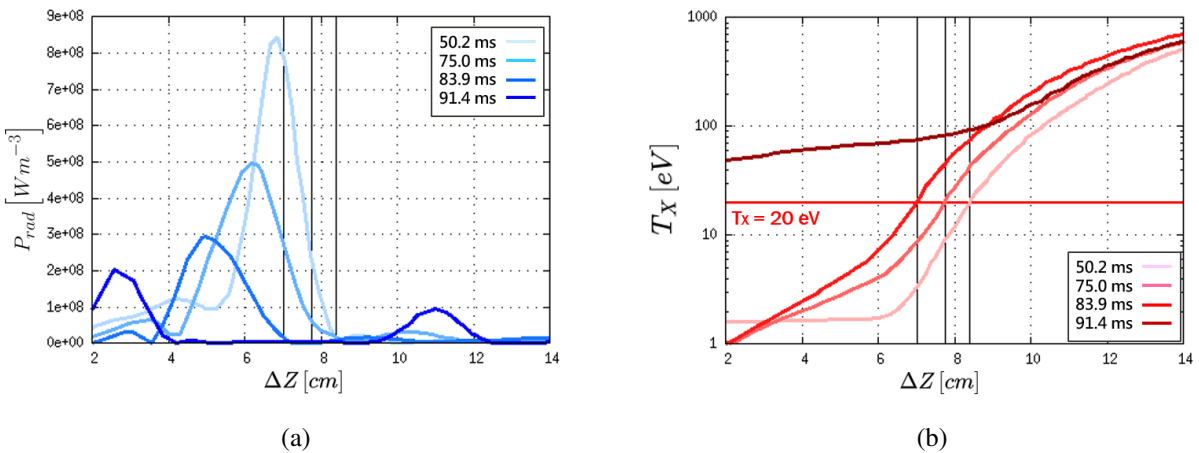 9e+08
8e+08
7e+08
6e+08
5e+08
4e+08
3e+08
2e+08
1e+08
0e+00
P_rad [Wm^{-3}]
2 4 6 8 10 12 14
ΔZ [cm]
50.2 ms
75.0 ms
83.9 ms
91.4 ms
(a)
1000
100
10
1
T_X [eV]
Tx = 20 eV
50.2 ms
75.0 ms
83.9 ms
91.4 ms
2 4 6 8 10 12 14
ΔZ [cm]
(b)